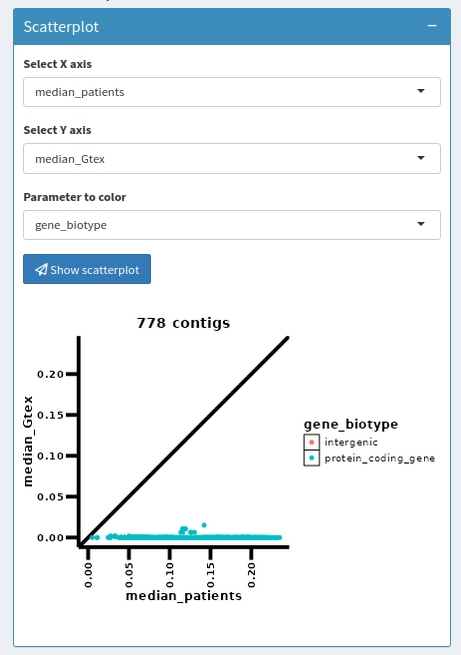 Scatterplot
Select X axis
median_patients
Select Y axis
median_Gtex
Parameter to color
gene_biotype
Show scatterplot
778 contigs
median_Gtex
0.20
0.15
0.10
0.05
0.00
0.00 0.05 0.10 0.15 0.20
median_patients
gene_biotype
intergenic
protein_coding_gene